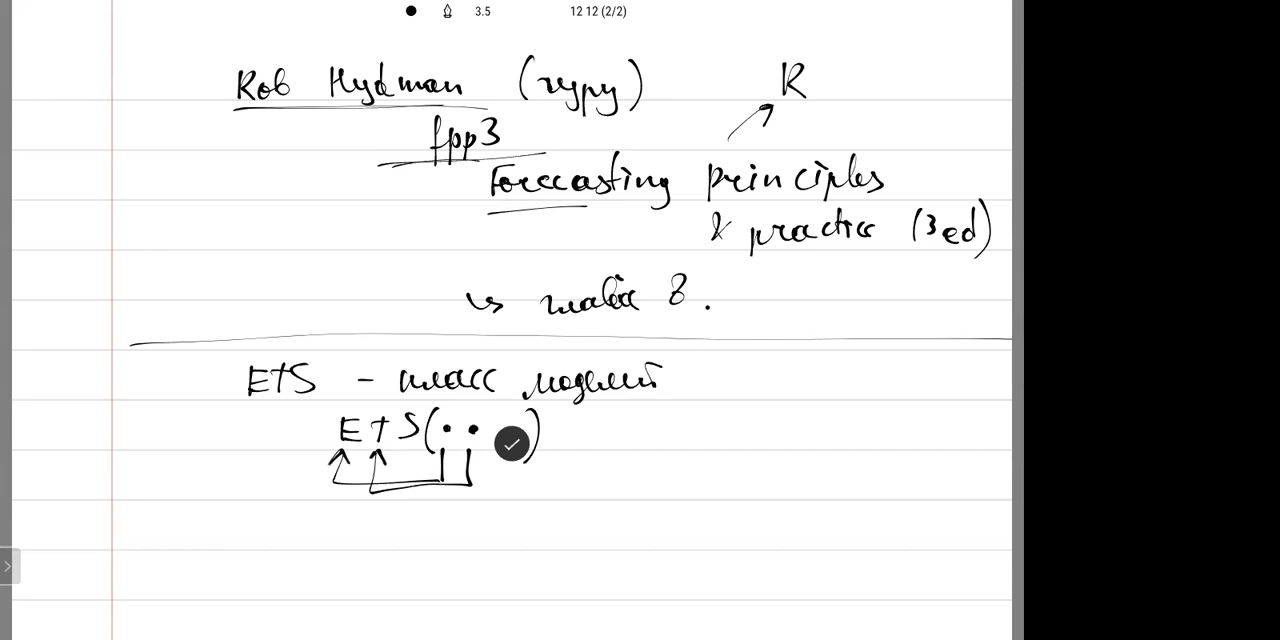 3.5 12 12 (2/2)
Rob Hyndman (гуру) R
fpp3
Forecasting principles
& practice (3ed)
↳ глава 8.
ETS - класс моделей
ETS(• • )